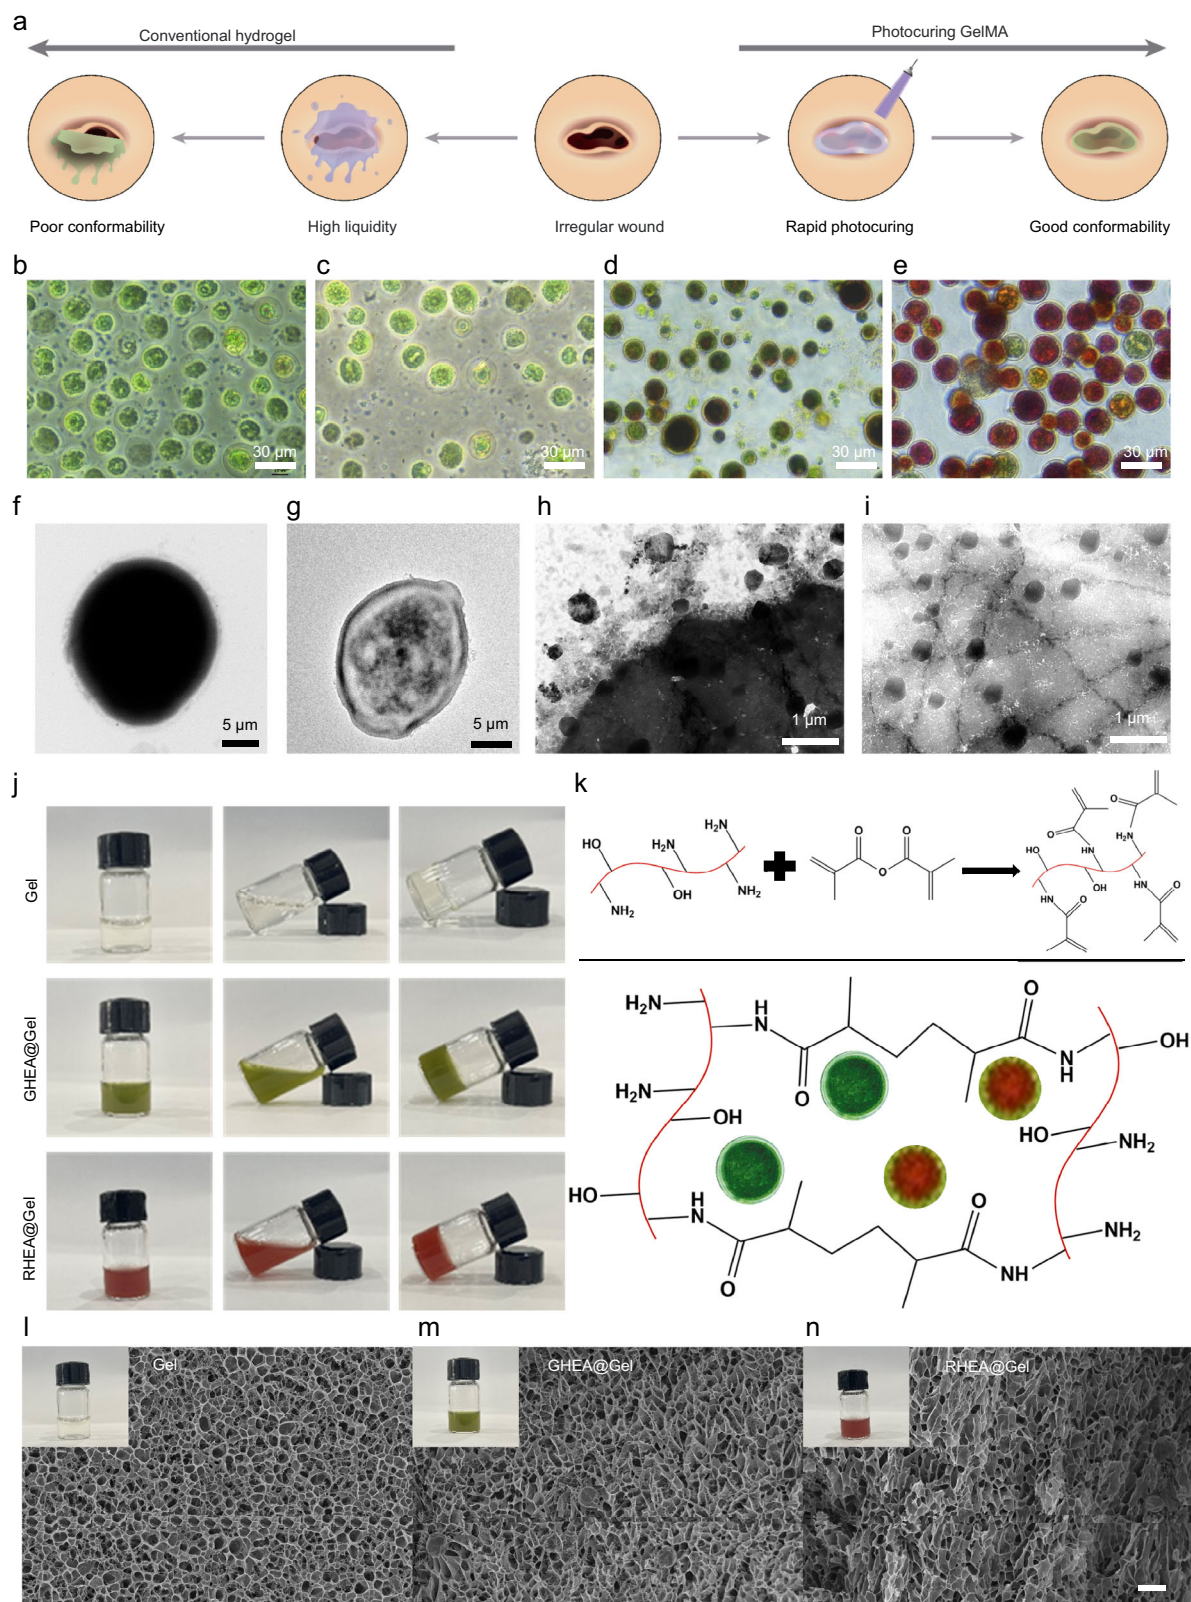 a
Conventional hydrogel
Photocuring GelMA
Poor conformability
High liquidity
Irregular wound
Rapid photocuring
Good conformability
b
c
d
e
30 µm
30 µm
30 µm
30 µm
f
g
h
i
5 µm
5 µm
1 µm
1 µm
j
k
Gel
GHEA@Gel
RHEA@Gel
HO
H₂N
H₂N
NH₂
OH
NH₂
O
O
O
O
O
HN
H₂N
HO
OH
HN
NH
O
O
H₂N
H
N
O
O
N
H
OH
H₂N
OH
HO
NH₂
HO
H
N
O
O
NH
NH₂
l
m
n
Gel
GHEA@Gel
RHEA@Gel